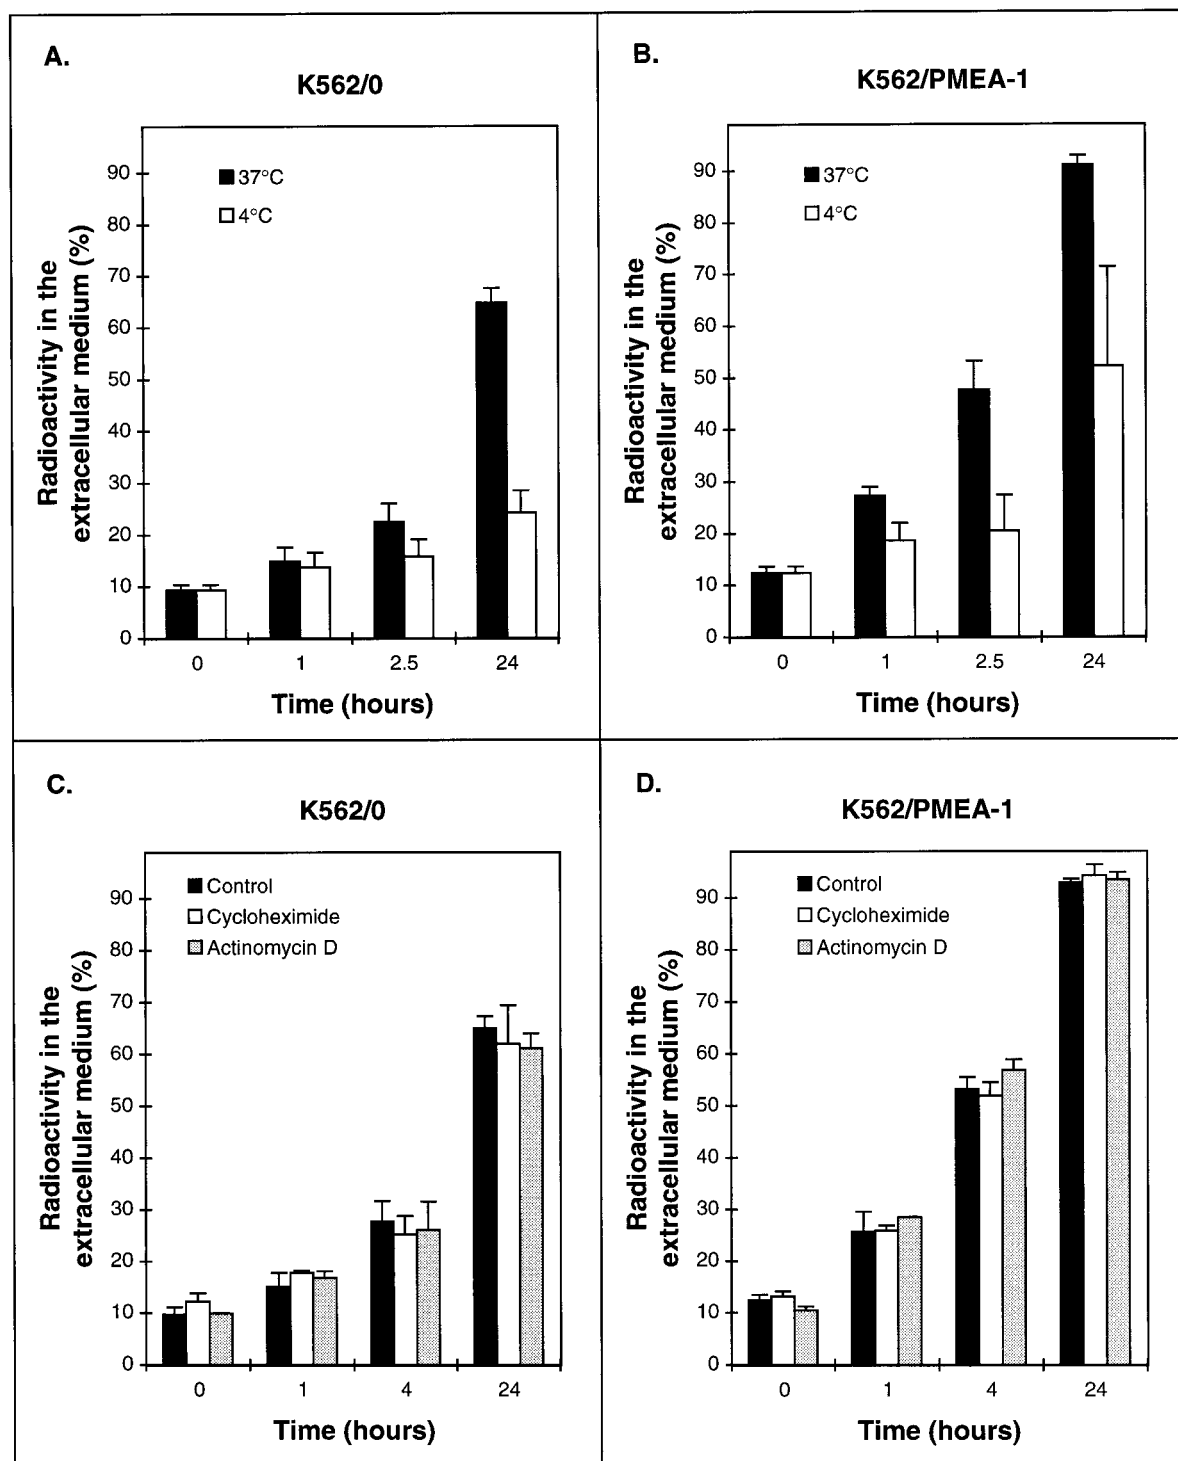 A.
K562/0
Radioactivity in the
extracellular medium (%)
90
80
70
60
50
40
30
20
10
0
37°C
4°C
0 1 2.5 24
Time (hours)
B.
K562/PMEA-1
Radioactivity in the
extracellular medium (%)
90
80
70
60
50
40
30
20
10
0
37°C
4°C
0 1 2.5 24
Time (hours)
C.
K562/0
Radioactivity in the
extracellular medium (%)
90
80
70
60
50
40
30
20
10
0
Control
Cycloheximide
Actinomycin D
0 1 4 24
Time (hours)
D.
K562/PMEA-1
Radioactivity in the
extracellular medium (%)
90
80
70
60
50
40
30
20
10
0
Control
Cycloheximide
Actinomycin D
0 1 4 24
Time (hours)